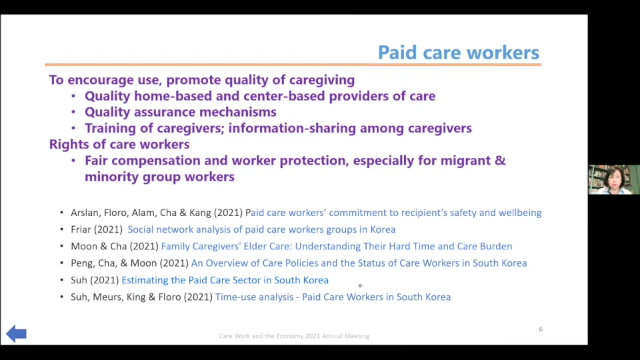 Paid care workers
To encourage use, promote quality of caregiving
• Quality home-based and center-based providers of care
• Quality assurance mechanisms
• Training of caregivers; information-sharing among caregivers
Rights of care workers
• Fair compensation and worker protection, especially for migrant &
minority group workers
• Arslan, Floro, Alam, Cha & Kang (2021) Paid care workers' commitment to recipient's safety and wellbeing
• Friar (2021) Social network analysis of paid care workers groups in Korea
• Moon & Cha (2021) Family Caregivers' Elder Care: Understanding Their Hard Time and Care Burden
• Peng, Cha, & Moon (2021) An Overview of Care Policies and the Status of Care Workers in South Korea
• Suh (2021) Estimating the Paid Care Sector in South Korea
• Suh, Meurs, King & Floro (2021) Time-use analysis - Paid Care Workers in South Korea
Care Work and the Economy 2021 Annual Meeting
6